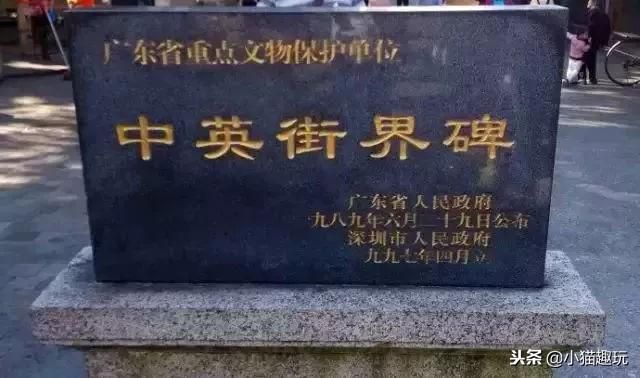 广东省重点文物保护单位
中英街界碑
广东省人民政府
一九八九年六月二十九日公布
深圳市人民政府
一九九七年四月立
头条 @小猫趣玩